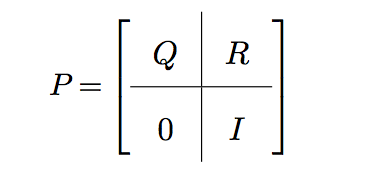 Q R
P =
0 I